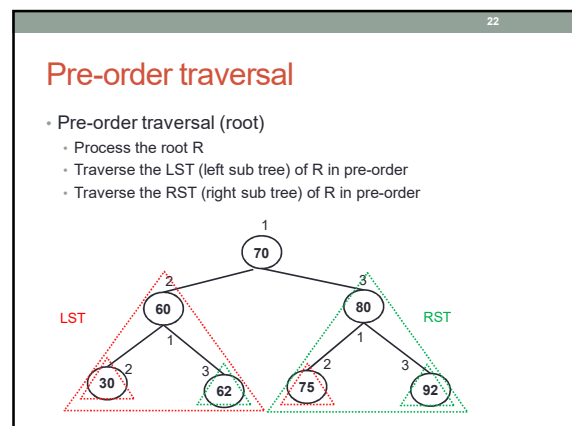 22
Pre-order traversal
• Pre-order traversal (root)
• Process the root R
• Traverse the LST (left sub tree) of R in pre-order
• Traverse the RST (right sub tree) of R in pre-order
1
70
2
3
60
80
LST
RST
1
1
2
3
2
3
30
62
75
92